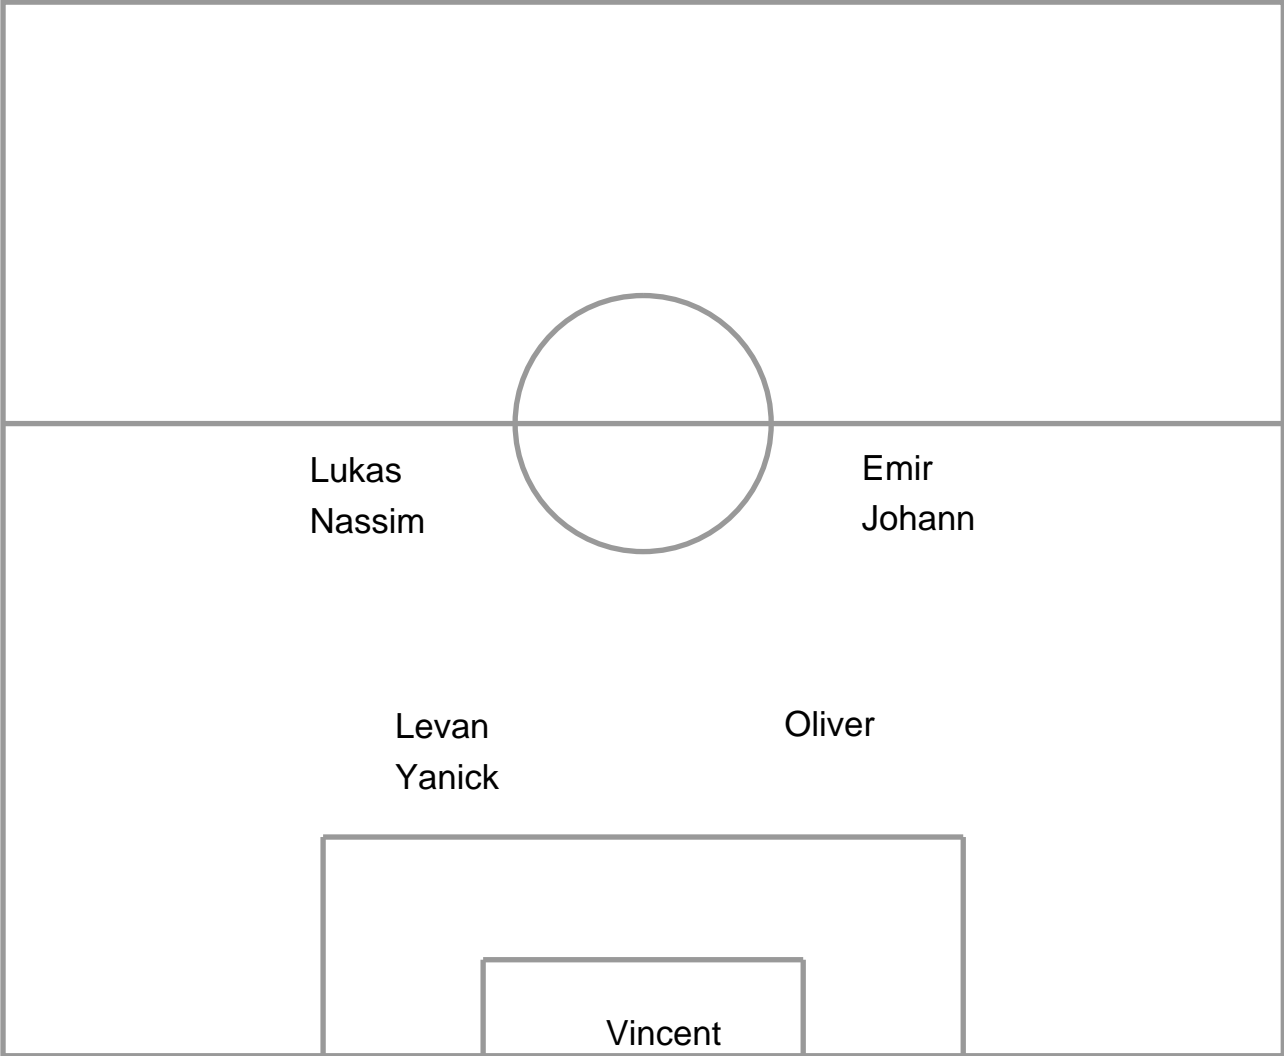 Lukas
Nassim
Emir
Johann
Levan
Yanick
Oliver
Vincent